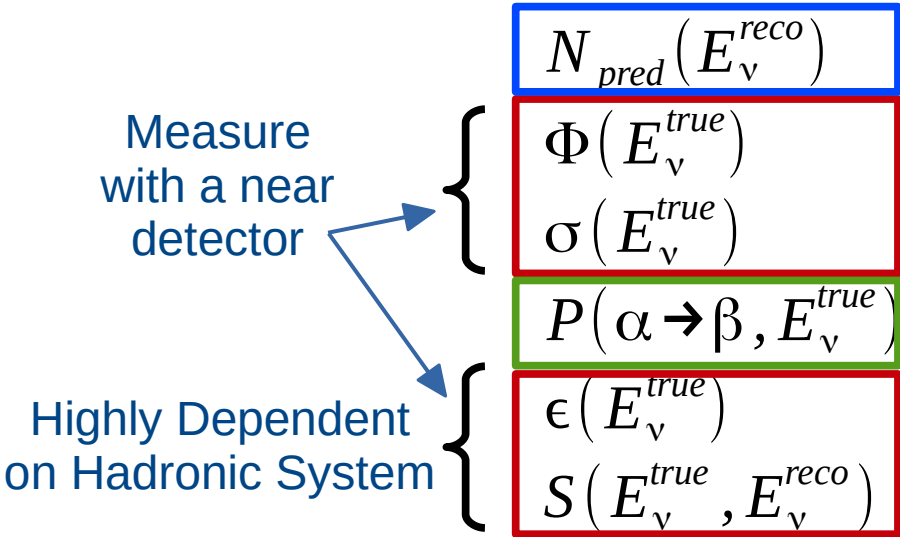 N_pred(E_ν^reco)
Measure
with a near
detector
Φ(E_ν^true)
σ(E_ν^true)
P(α→β, E_ν^true)
Highly Dependent
on Hadronic System
ϵ(E_ν^true)
S(E_ν^true, E_ν^reco)